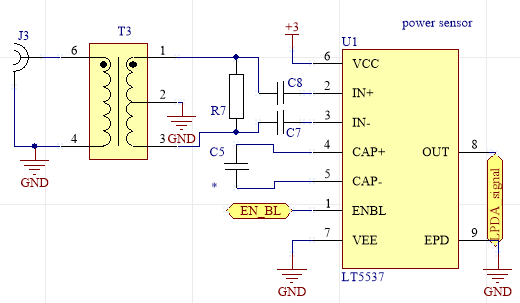 power sensor
J3
T3
+3
U1
6
1
2
4
3
GND
GND
R7
C8
C7
C5
*
EN_BL
6
VCC
2
IN+
3
IN-
4
CAP+
OUT
8
5
CAP-
1
ENBL
7
VEE
EPD
9
LT5537
LPDA signal
GND
GND